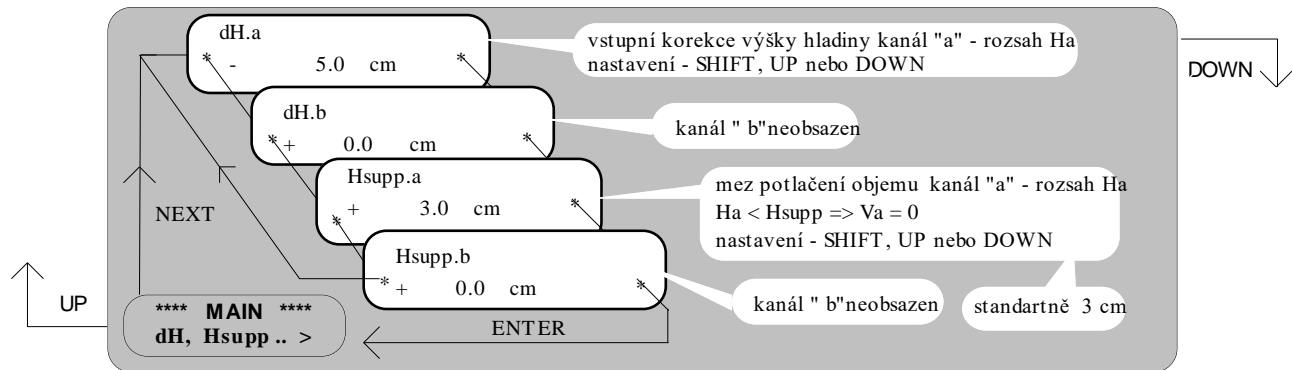 dH.a
* - 5.0 cm *
vstupní korekce výšky hladiny kanál "a" - rozsah Ha
nastavení - SHIFT, UP nebo DOWN
DOWN
dH.b
* + 0.0 cm *
kanál " b"neobsazen
Hsupp.a
* + 3.0 cm *
mez potlačení objemu kanál "a" - rozsah Ha
Ha < Hsupp => Va = 0
nastavení - SHIFT, UP nebo DOWN
NEXT
Hsupp.b
* + 0.0 cm *
kanál " b"neobsazen
standartně 3 cm
UP
**** MAIN ****
dH, Hsupp .. >
ENTER